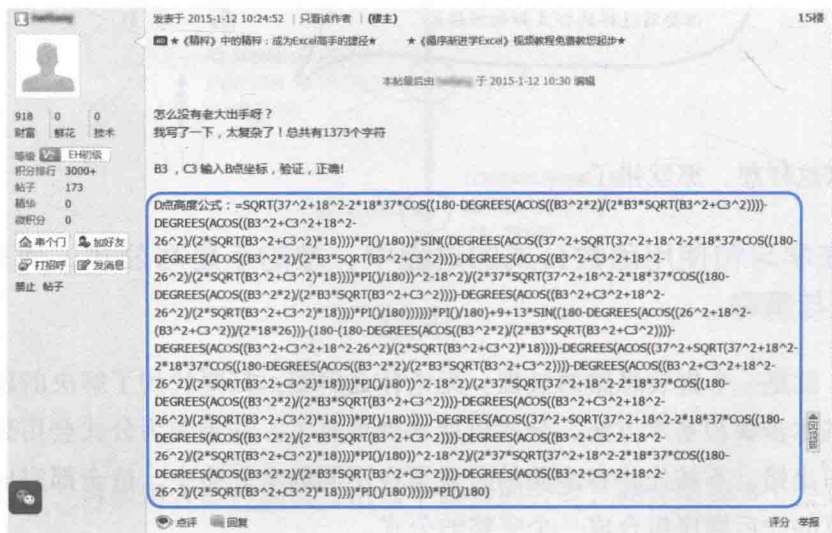 发表于 2015-1-12 10:24:52 | 只看该作者 | (楼主)
15楼
★《精粹》中的精粹：成为Excel高手的捷径★ ★《循序渐进学Excel》视频教程免费教您起步★
本帖最后由 于 2015-1-12 10:30 编辑
918 0 0
财富 鲜花 技术
等级 EH初级
积分排行 3000+
帖子 173
精华 0
微积分 0
串个门 加好友
打招呼 发消息
禁止 帖子
怎么没有老大出手呀？
我写了一下，太复杂了！总共有1373个字符
B3，C3 输入B点坐标，验证，正确!
D点高度公式：=SQRT(37^2+18^2-2*18*37*COS((180-DEGREES(ACOS((B3^2*2)/(2*B3*SQRT(B3^2+C3^2))))-
DEGREES(ACOS((B3^2+C3^2+18^2-
26^2)/(2*SQRT(B3^2+C3^2)*18))))*PI()/180))*SIN((DEGREES(ACOS((37^2+SQRT(37^2+18^2-2*18*37*COS((180-
DEGREES(ACOS((B3^2*2)/(2*B3*SQRT(B3^2+C3^2))))-DEGREES(ACOS((B3^2+C3^2+18^2-
26^2)/(2*SQRT(B3^2+C3^2)*18))))*PI()/180))^2-18^2)/(2*37*SQRT(37^2+18^2-2*18*37*COS((180-
DEGREES(ACOS((B3^2*2)/(2*B3*SQRT(B3^2+C3^2))))-DEGREES(ACOS((B3^2+C3^2+18^2-
26^2)/(2*SQRT(B3^2+C3^2)*18))))*PI()/180))))))*PI()/180)+9+13*SIN((180-DEGREES(ACOS((26^2+18^2-
(B3^2+C3^2))/(2*18*26)))-(180-(180-DEGREES(ACOS((B3^2*2)/(2*B3*SQRT(B3^2+C3^2))))-
DEGREES(ACOS((B3^2+C3^2+18^2-26^2)/(2*SQRT(B3^2+C3^2)*18))))-DEGREES(ACOS((37^2+SQRT(37^2+18^2-
2*18*37*COS((180-DEGREES(ACOS((B3^2*2)/(2*B3*SQRT(B3^2+C3^2))))-DEGREES(ACOS((B3^2+C3^2+18^2-
26^2)/(2*SQRT(B3^2+C3^2)*18))))*PI()/180))^2-18^2)/(2*37*SQRT(37^2+18^2-2*18*37*COS((180-
DEGREES(ACOS((B3^2*2)/(2*B3*SQRT(B3^2+C3^2))))-DEGREES(ACOS((B3^2+C3^2+18^2-
26^2)/(2*SQRT(B3^2+C3^2)*18))))*PI()/180))))))-DEGREES(ACOS((37^2+SQRT(37^2+18^2-2*18*37*COS((180-
DEGREES(ACOS((B3^2*2)/(2*B3*SQRT(B3^2+C3^2))))-DEGREES(ACOS((B3^2+C3^2+18^2-
26^2)/(2*SQRT(B3^2+C3^2)*18))))*PI()/180))^2-18^2)/(2*37*SQRT(37^2+18^2-2*18*37*COS((180-
DEGREES(ACOS((B3^2*2)/(2*B3*SQRT(B3^2+C3^2))))-DEGREES(ACOS((B3^2+C3^2+18^2-
26^2)/(2*SQRT(B3^2+C3^2)*18))))*PI()/180))))))*PI()/180)
点评 回复
评分 举报